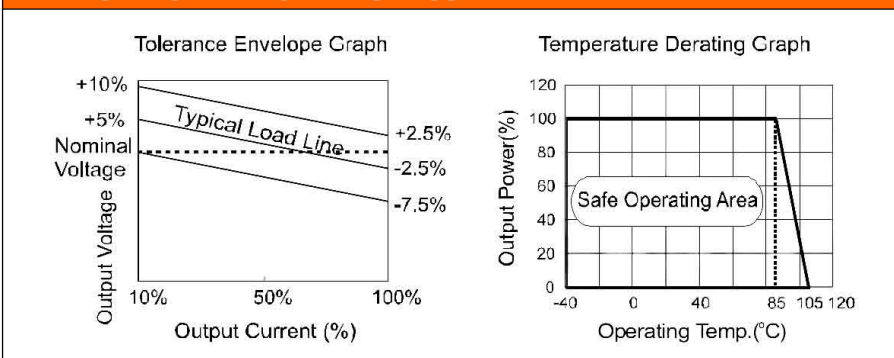 Tolerance Envelope Graph
+10%
+5%
Nominal
Voltage
Output Voltage
Typical Load Line
+2.5%
-2.5%
-7.5%
10%
50%
100%
Output Current (%)
Temperature Derating Graph
Output Power(%)
120
100
80
60
40
20
0
Safe Operating Area
-40
0
40
85
105
120
Operating Temp.(°C)